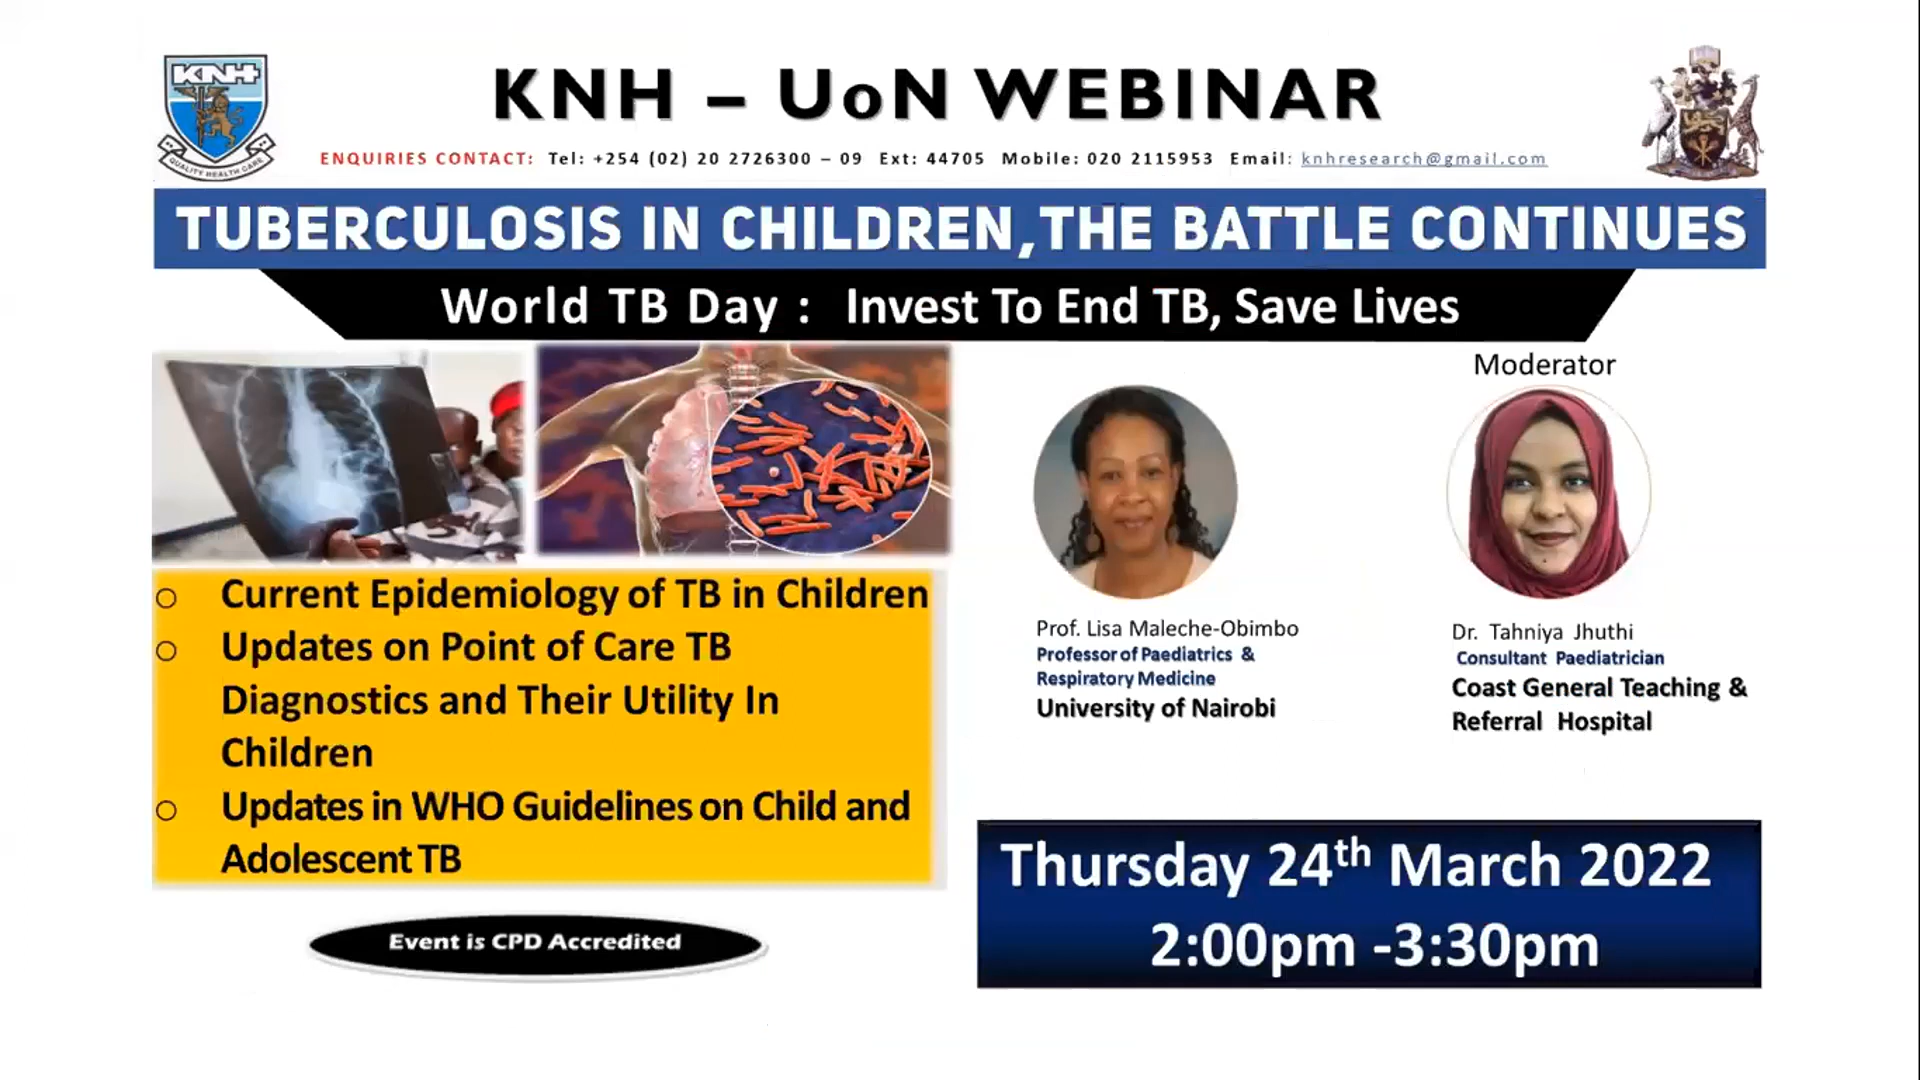 KNH
QUALITY HEALTH CARE
KNH – UoN WEBINAR
ENQUIRIES CONTACT: Tel: +254 (02) 20 2726300 – 09 Ext: 44705 Mobile: 020 2115953 Email: knhresearch@gmail.com
TUBERCULOSIS IN CHILDREN,THE BATTLE CONTINUES
World TB Day : Invest To End TB, Save Lives
o Current Epidemiology of TB in Children
o Updates on Point of Care TB
Diagnostics and Their Utility In
Children
o Updates in WHO Guidelines on Child and
Adolescent TB
Event is CPD Accredited
Prof. Lisa Maleche-Obimbo
Professor of Paediatrics &
Respiratory Medicine
University of Nairobi
Moderator
Dr. Tahniya Jhuthi
Consultant Paediatrician
Coast General Teaching &
Referral Hospital
Thursday 24th March 2022
2:00pm -3:30pm